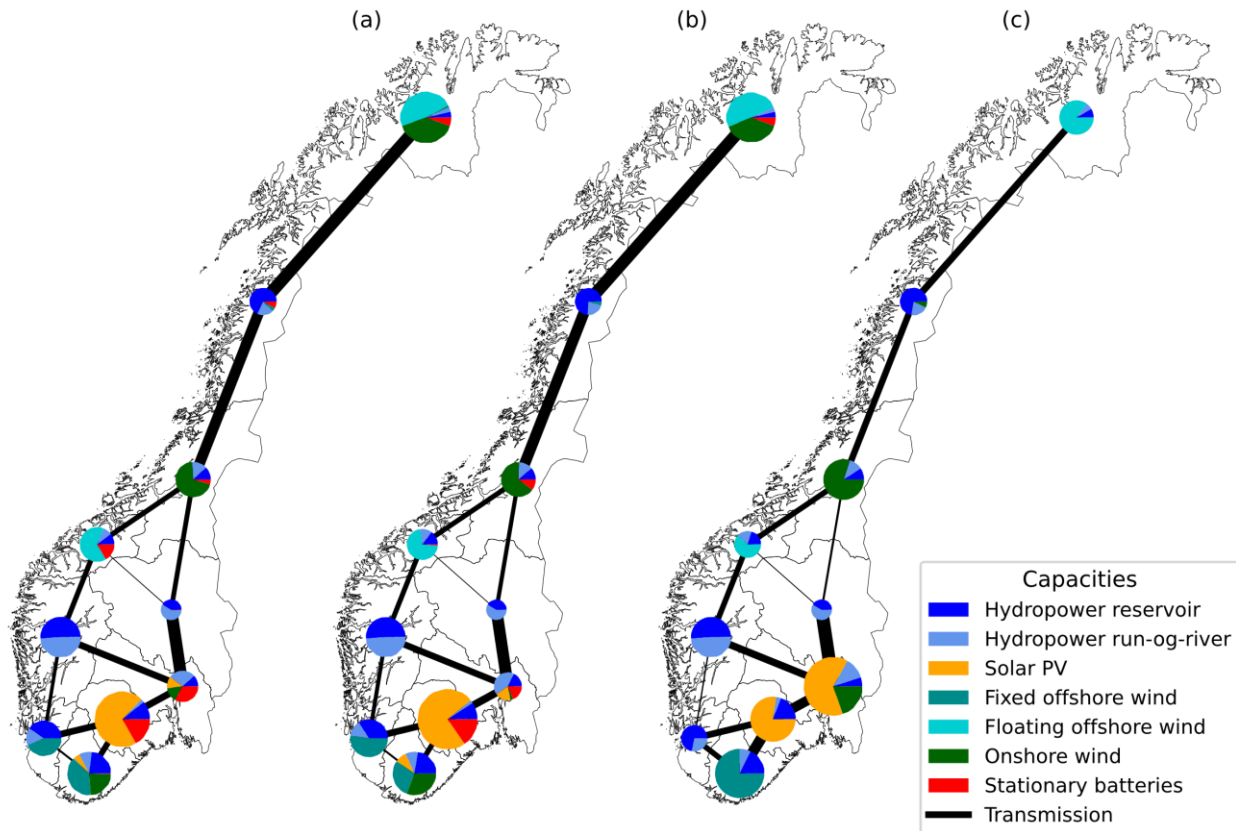 (a)
(b)
(c)
Capacities
Hydropower reservoir
Hydropower run-og-river
Solar PV
Fixed offshore wind
Floating offshore wind
Onshore wind
Stationary batteries
Transmission